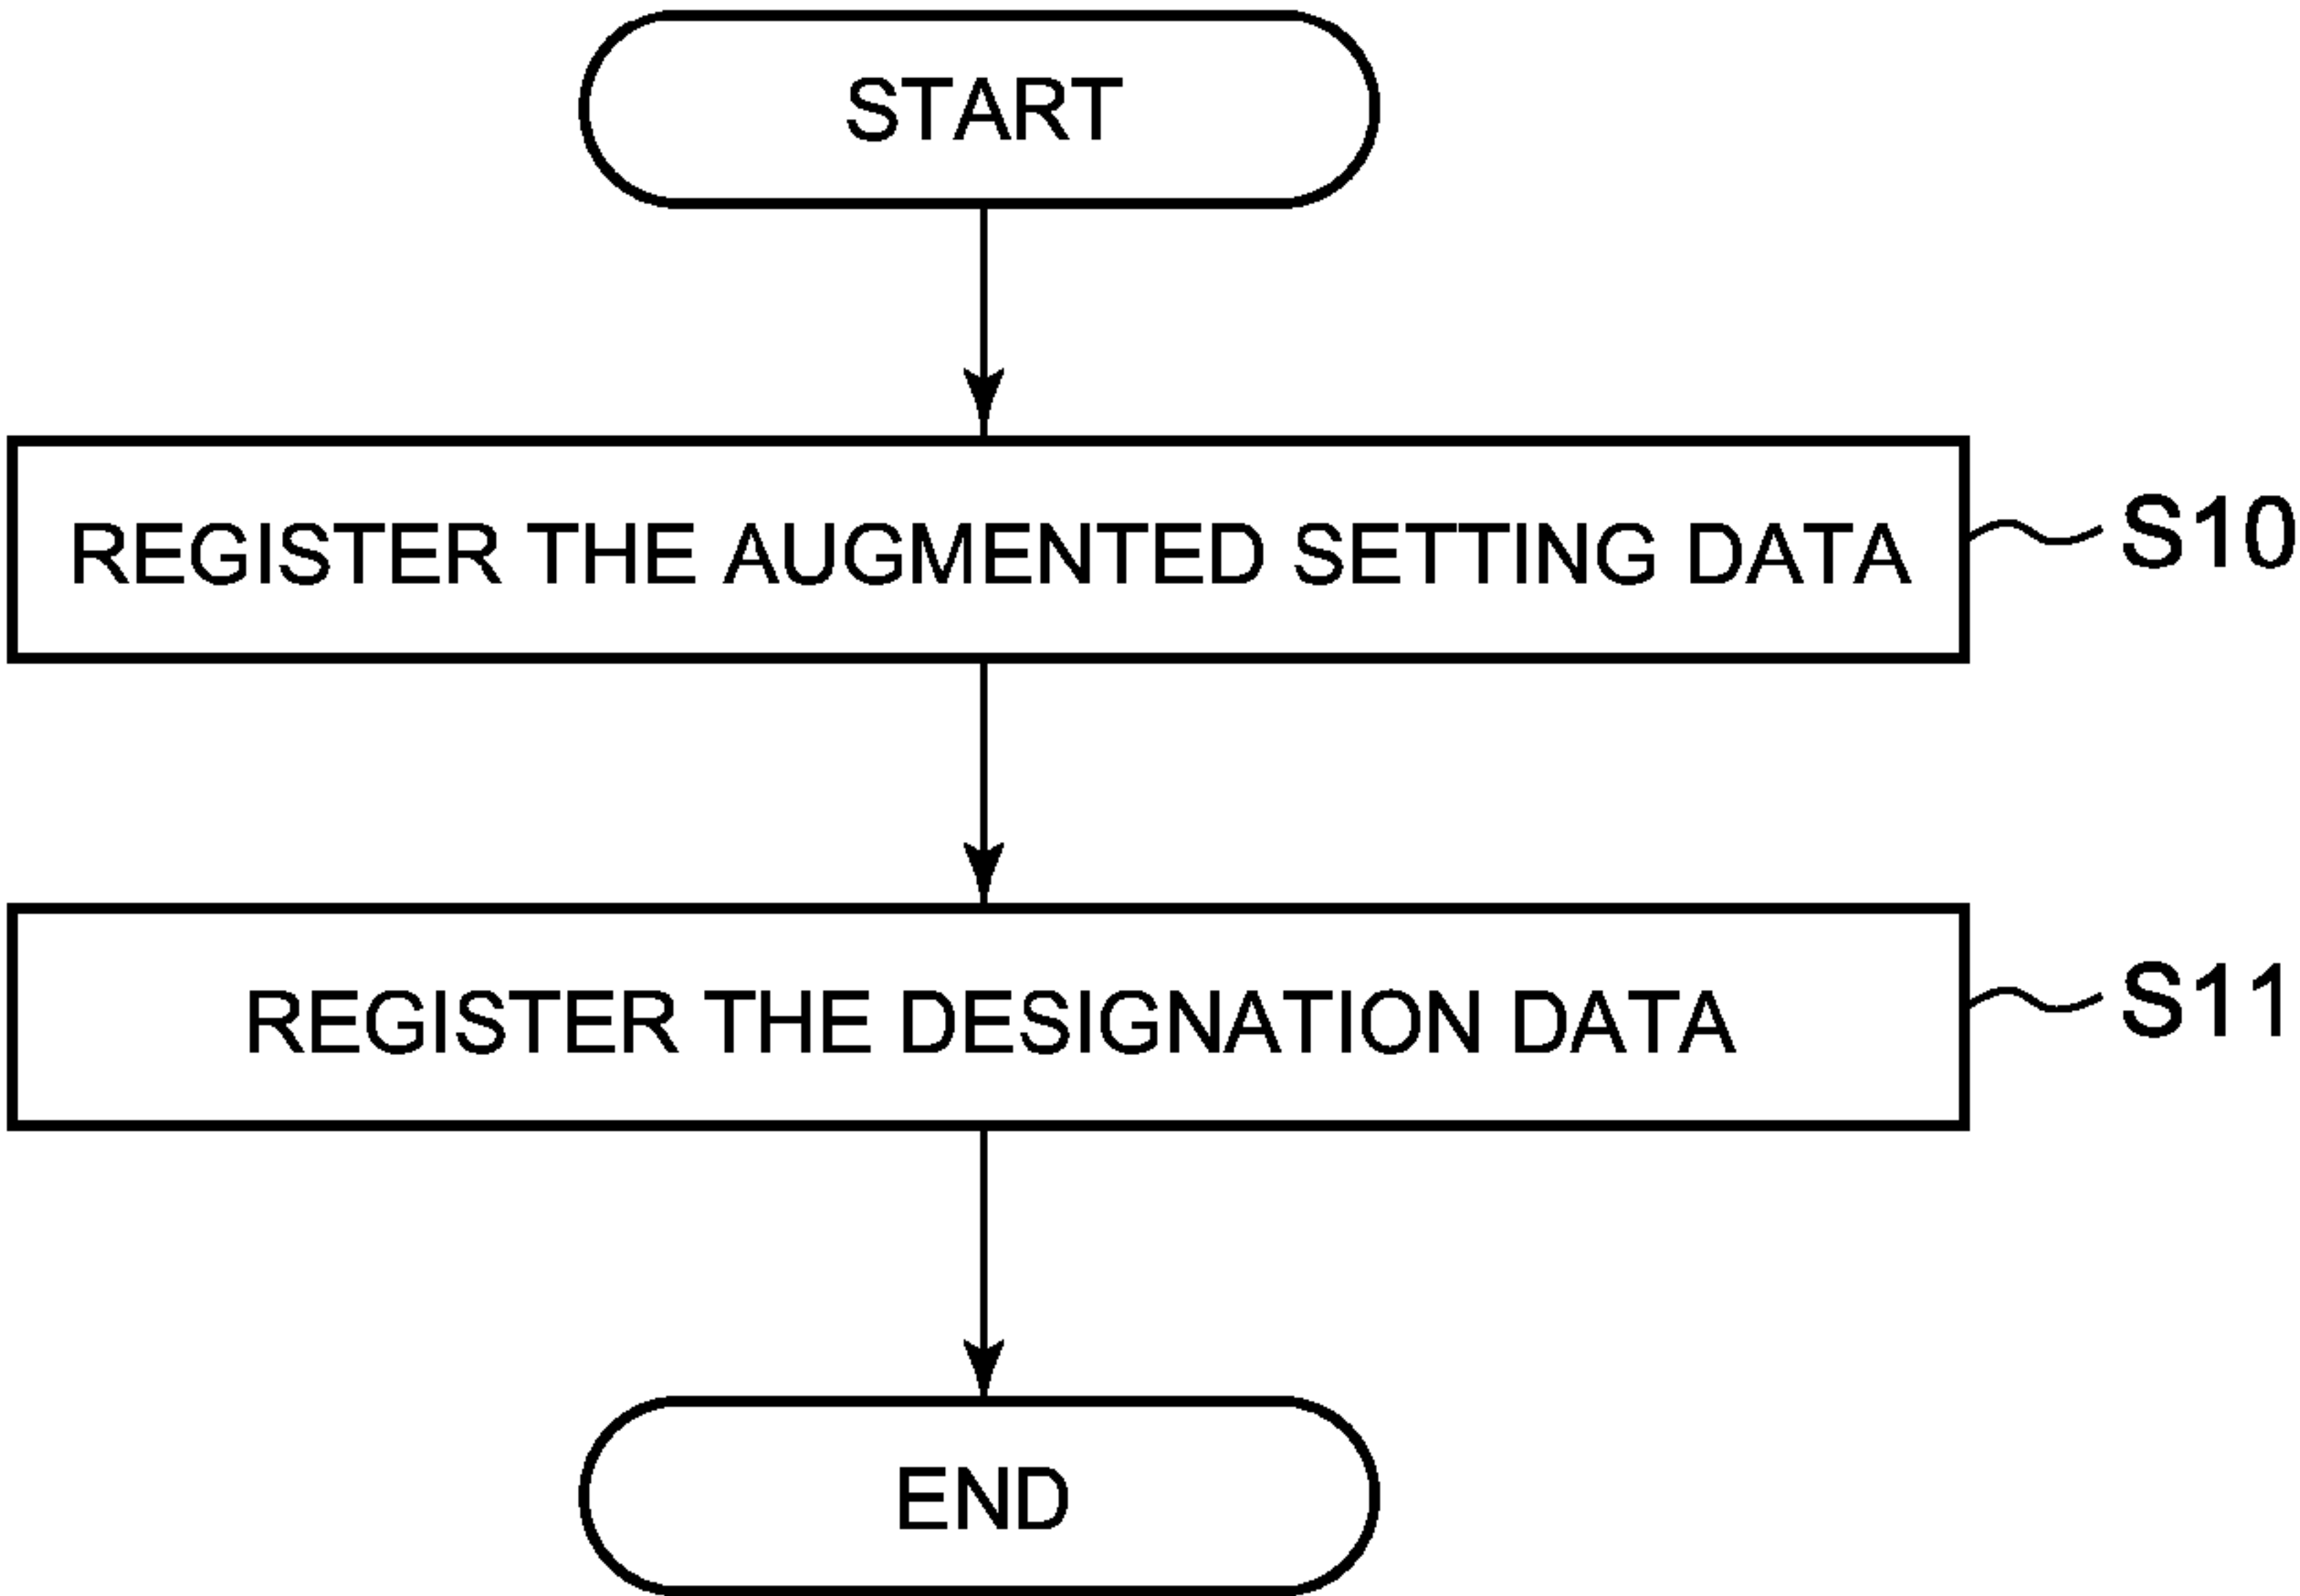 START
REGISTER THE AUGMENTED SETTING DATA
S10
REGISTER THE DESIGNATION DATA
S11
END